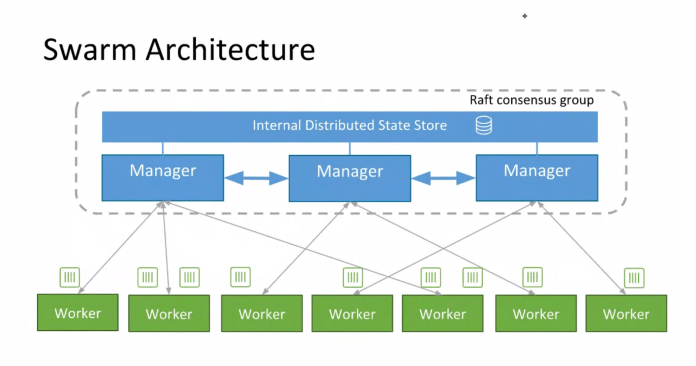 Swarm Architecture
Raft consensus group
Internal Distributed State Store
Manager
Manager
Manager
Worker
Worker
Worker
Worker
Worker
Worker
Worker